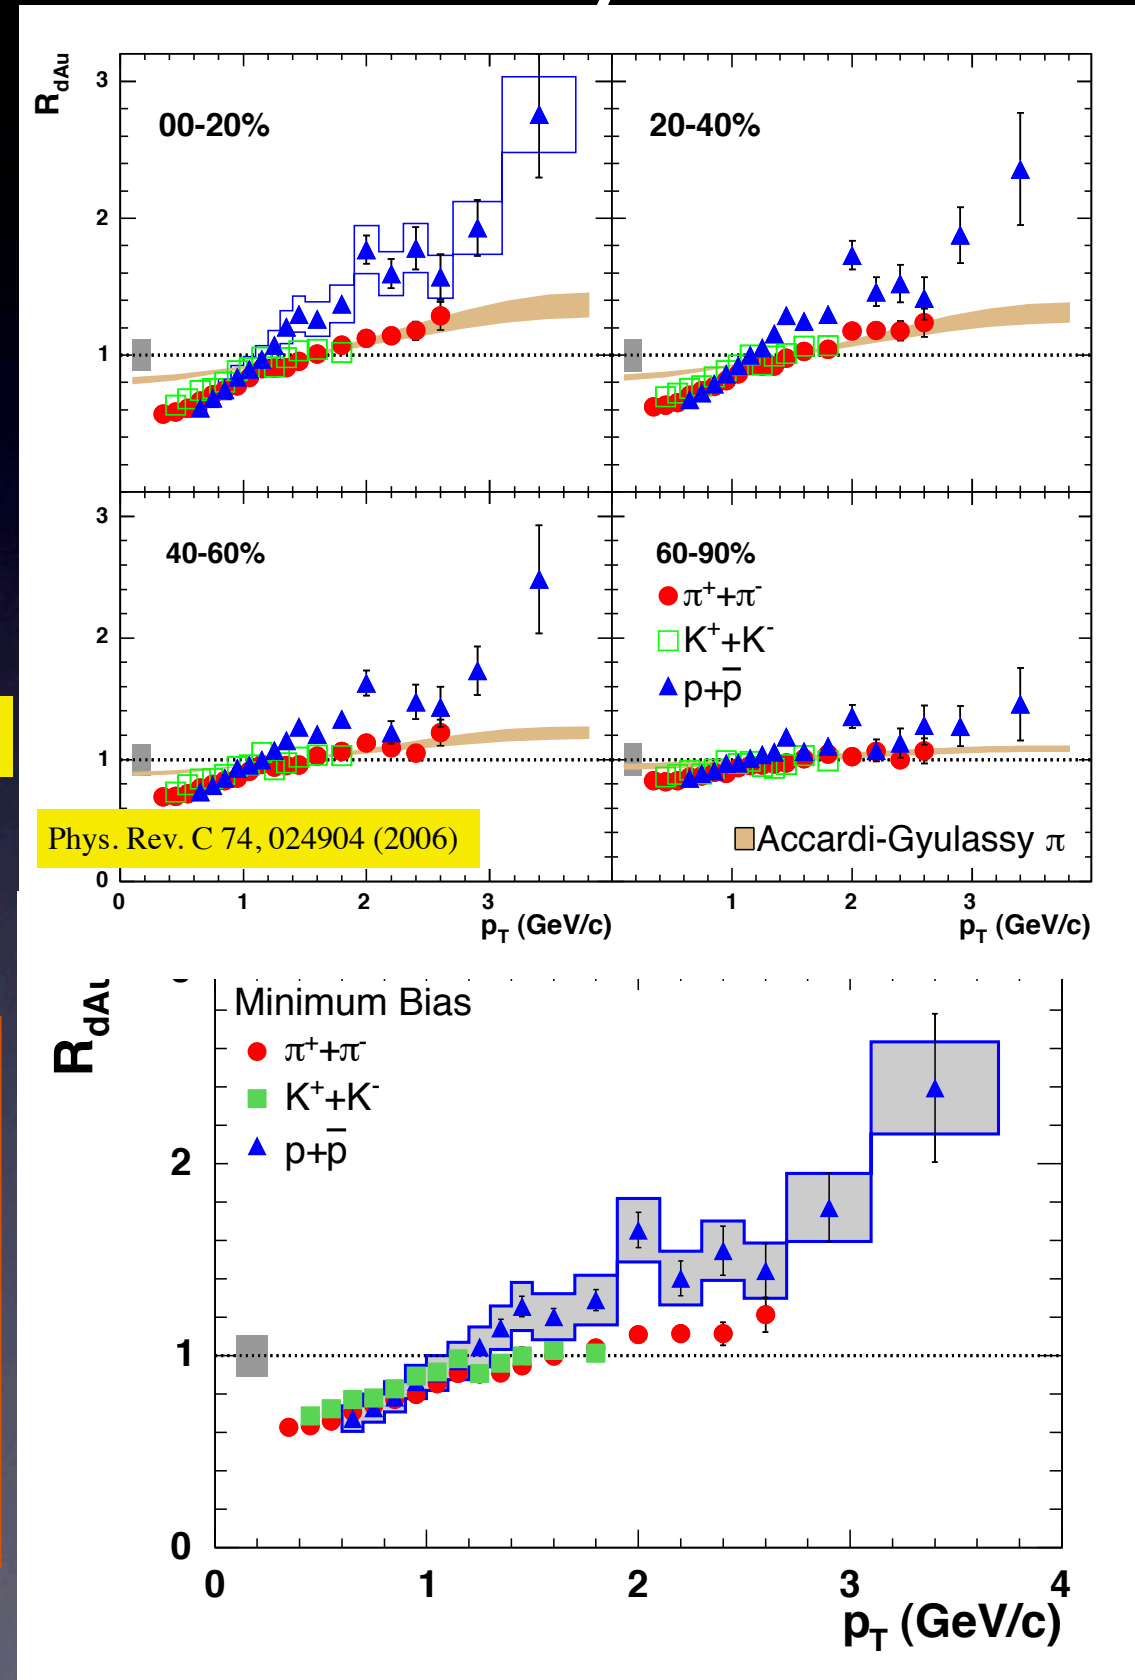 R_dAu
3
00-20%
20-40%
2
1
3
40-60%
60-90%
π⁺+π⁻
K⁺+K⁻
2
p+p̅
1
Phys. Rev. C 74, 024904 (2006)
Accardi-Gyulassy π
0
0 1 2 3 1 2 3
p_T (GeV/c) p_T (GeV/c)
R_dAu
Minimum Bias
π⁺+π⁻
K⁺+K⁻
p+p̅
2
1
0
0 1 2 3 4
p_T (GeV/c)